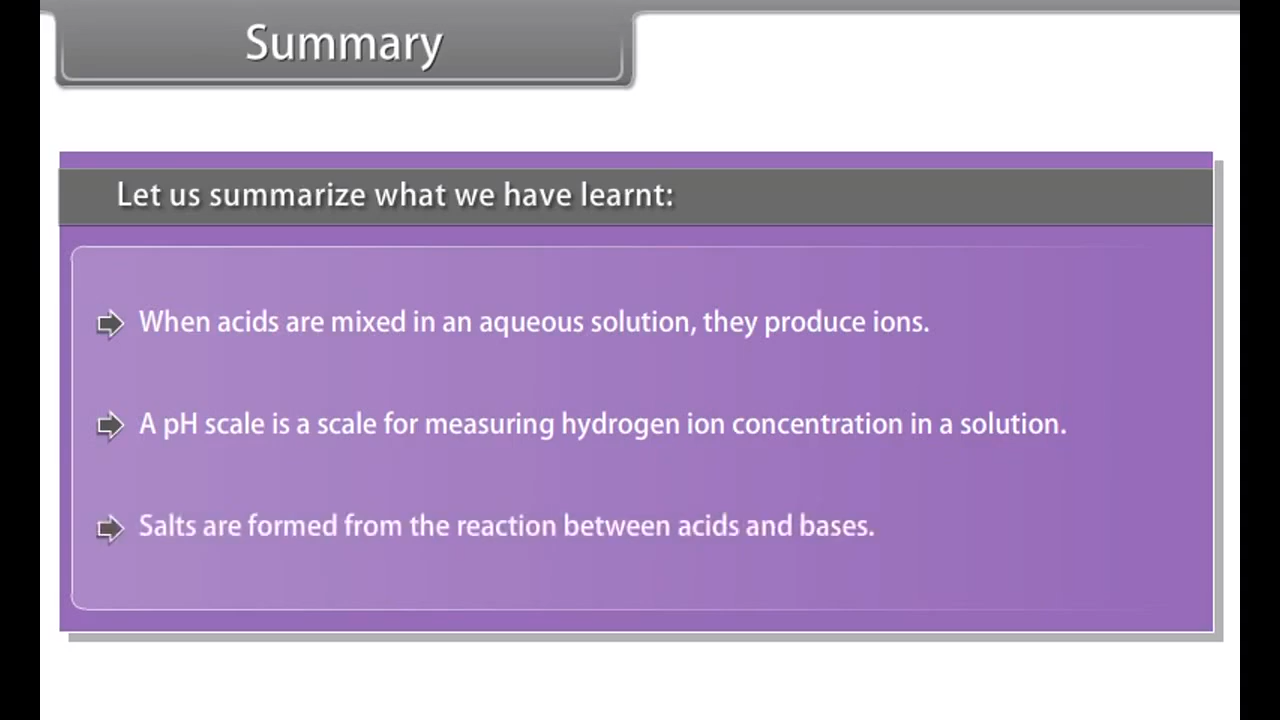 Summary
Let us summarize what we have learnt:
When acids are mixed in an aqueous solution, they produce ions.
A pH scale is a scale for measuring hydrogen ion concentration in a solution.
Salts are formed from the reaction between acids and bases.